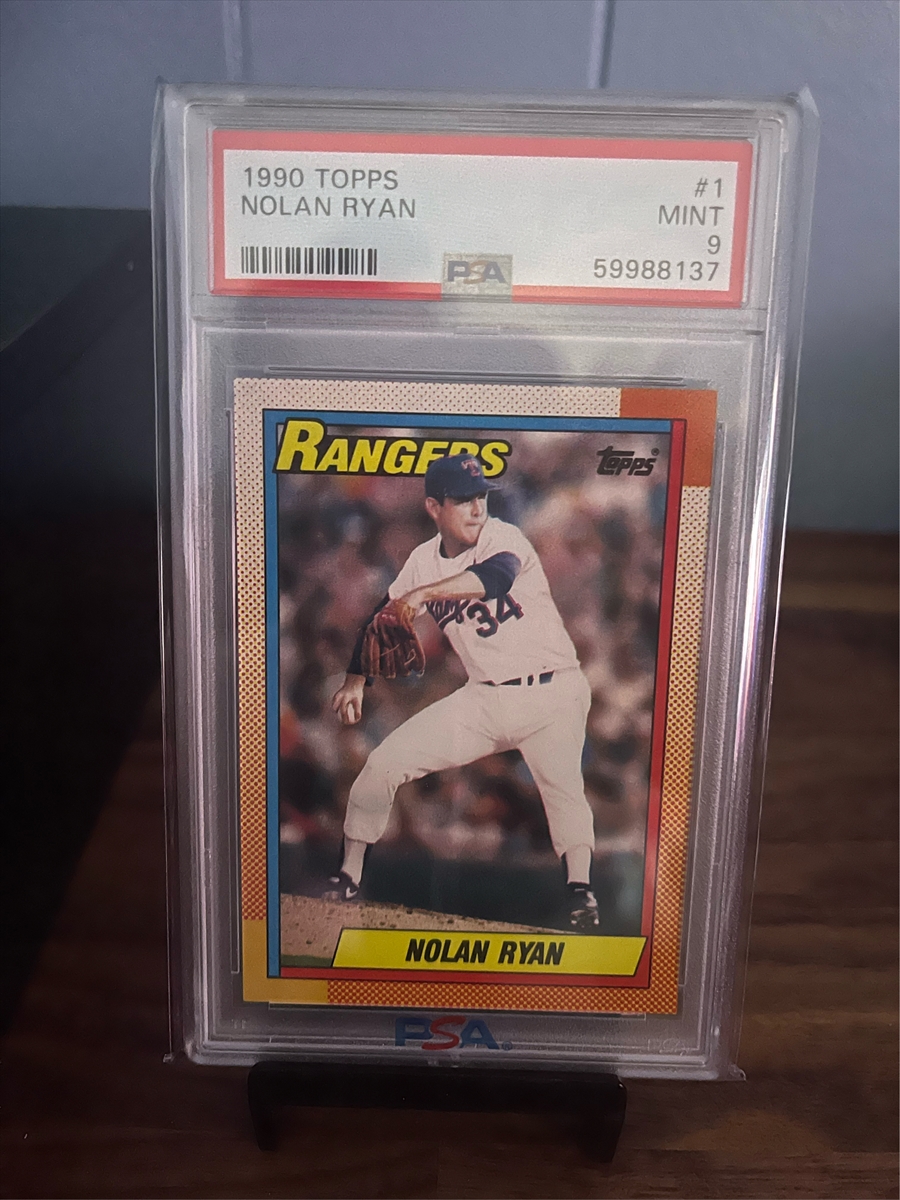 1990 TOPPS
NOLAN RYAN
#1
MINT
9
59988137
PSA
RANGERS
TOPPS®
34
NOLAN RYAN
PSA®